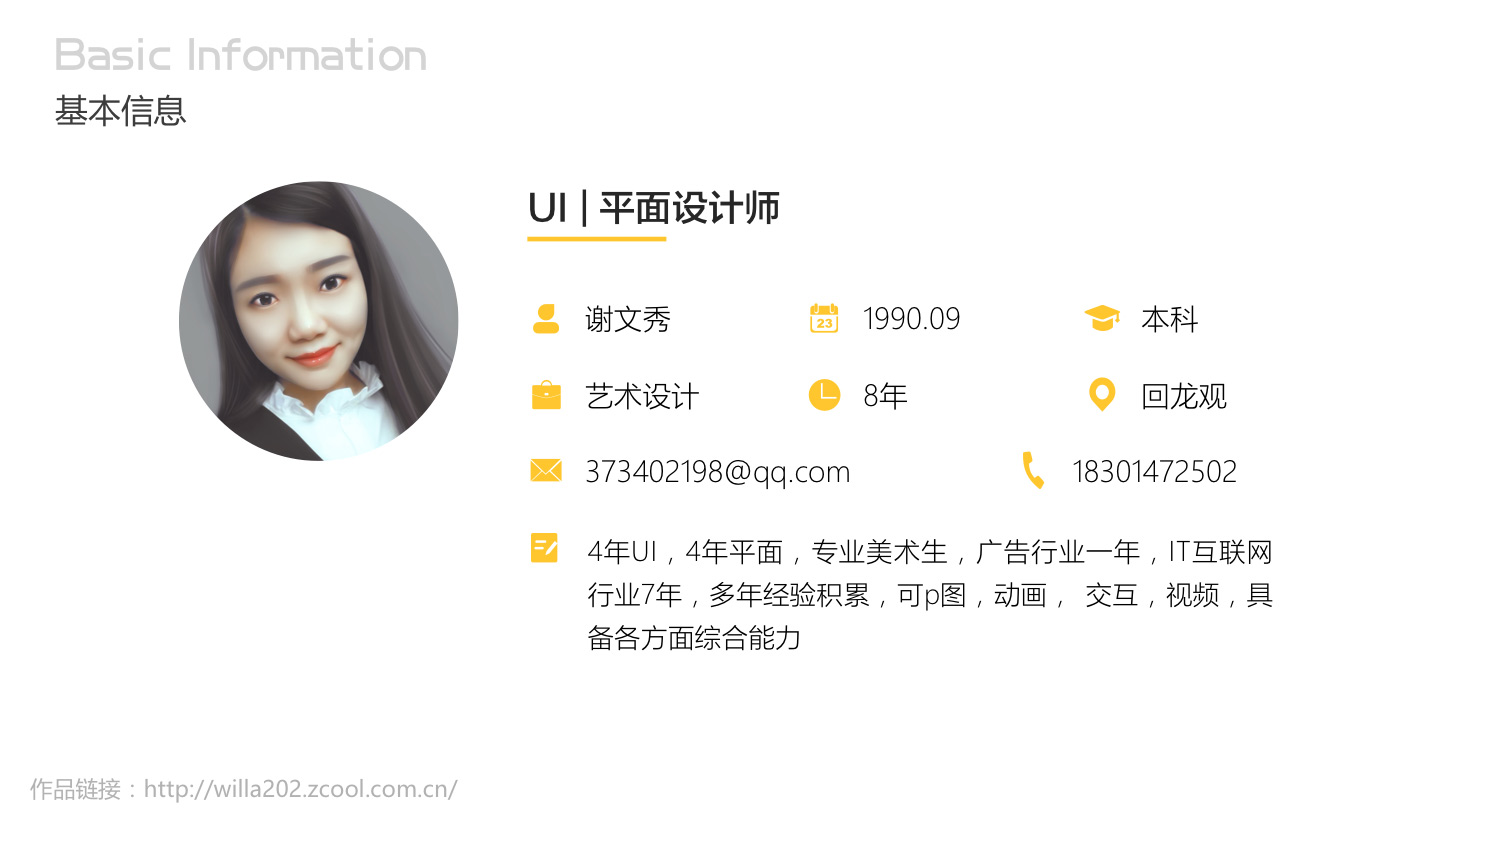 Basic Information
基本信息
UI | 平面设计师
谢文秀
23
1990.09
本科
艺术设计
8年
回龙观
373402198@qq.com
18301472502
4年UI，4年平面，专业美术生，广告行业一年，IT互联网
行业7年，多年经验积累，可p图，动画， 交互，视频，具
备各方面综合能力
作品链接：http://willa202.zcool.com.cn/